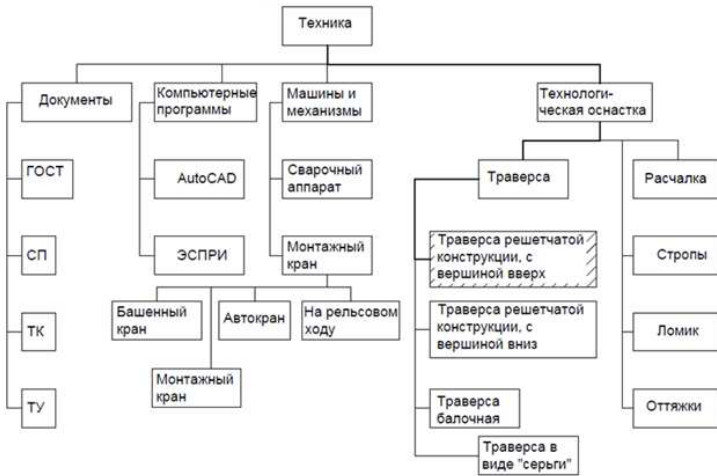 Техника
Документы
Компьютерные
программы
Машины и
механизмы
Технологи-
ческая оснастка
ГОСТ
AutoCAD
Сварочный
аппарат
Траверса
Расчалка
СП
ЭСПРИ
Монтажный
кран
Траверса решетчатой
конструкции, с
вершиной вверх
Стропы
Башенный
кран
Автокран
На рельсовом
ходу
ТК
Траверса решетчатой
конструкции, с
вершиной вниз
Ломик
Монтажный
кран
ТУ
Траверса
балочная
Оттяжки
Траверса в
виде "серьги"